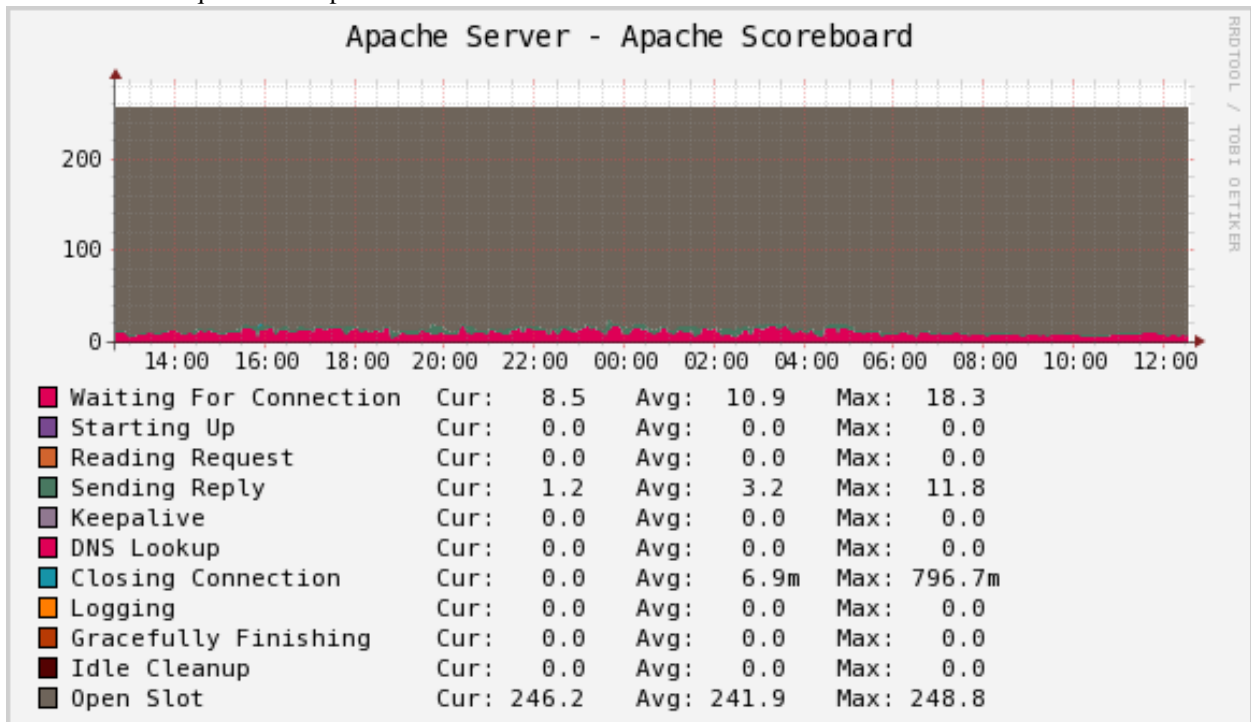 Apache Server - Apache Scoreboard
RRDTOOL / TOBI OETIKER
200
100
0
14:00 16:00 18:00 20:00 22:00 00:00 02:00 04:00 06:00 08:00 10:00 12:00
Waiting For Connection Cur: 8.5 Avg: 10.9 Max: 18.3
Starting Up Cur: 0.0 Avg: 0.0 Max: 0.0
Reading Request Cur: 0.0 Avg: 0.0 Max: 0.0
Sending Reply Cur: 1.2 Avg: 3.2 Max: 11.8
Keepalive Cur: 0.0 Avg: 0.0 Max: 0.0
DNS Lookup Cur: 0.0 Avg: 0.0 Max: 0.0
Closing Connection Cur: 0.0 Avg: 6.9m Max: 796.7m
Logging Cur: 0.0 Avg: 0.0 Max: 0.0
Gracefully Finishing Cur: 0.0 Avg: 0.0 Max: 0.0
Idle Cleanup Cur: 0.0 Avg: 0.0 Max: 0.0
Open Slot Cur: 246.2 Avg: 241.9 Max: 248.8